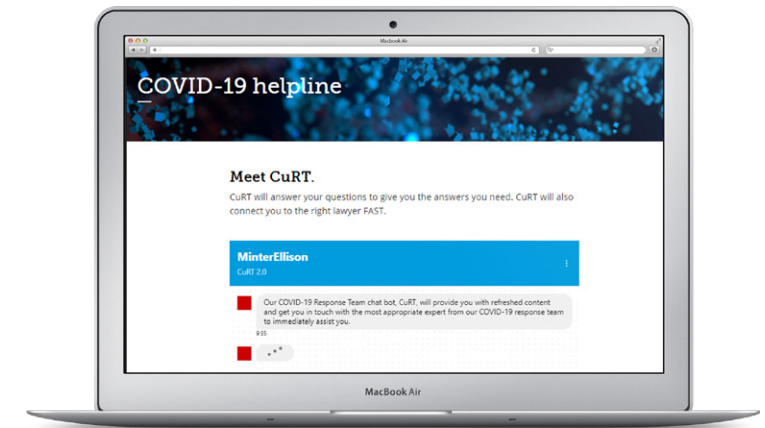 Macbook Air
COVID-19 helpline
Meet CuRT.
CuRT will answer your questions to give you the answers you need. CuRT will also
connect you to the right lawyer FAST.
MinterEllison
CuRT 2.0
Our COVID-19 Response Team chat bot, CuRT, will provide you with refreshed content
and get you in touch with the most appropriate expert from our COVID-19 response team
to immediately assist you.
9:55
MacBook Air